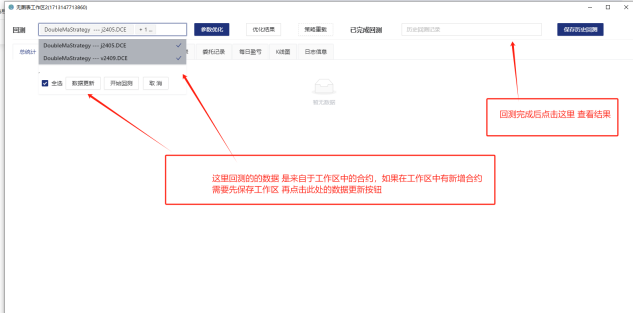 无限易工作区2(1713147713860)
回测
DoubleMaStrategy --- j2405.DCE
+ 1 ...
参数优化
优化结果
策略重载
已完成回测
历史回测记录
保存历史回测
DoubleMaStrategy --- j2405.DCE
DoubleMaStrategy --- v2409.DCE
总统计
委托记录
每日盈亏
K线图
日志信息
全选
数据更新
开始回测
取 消
暂无数据
回测完成后点击这里 查看结果
这里回测的的数据 是来自于工作区中的合约，如果在工作区中有新增合约
需要先保存工作区 再点击此处的数据更新按钮